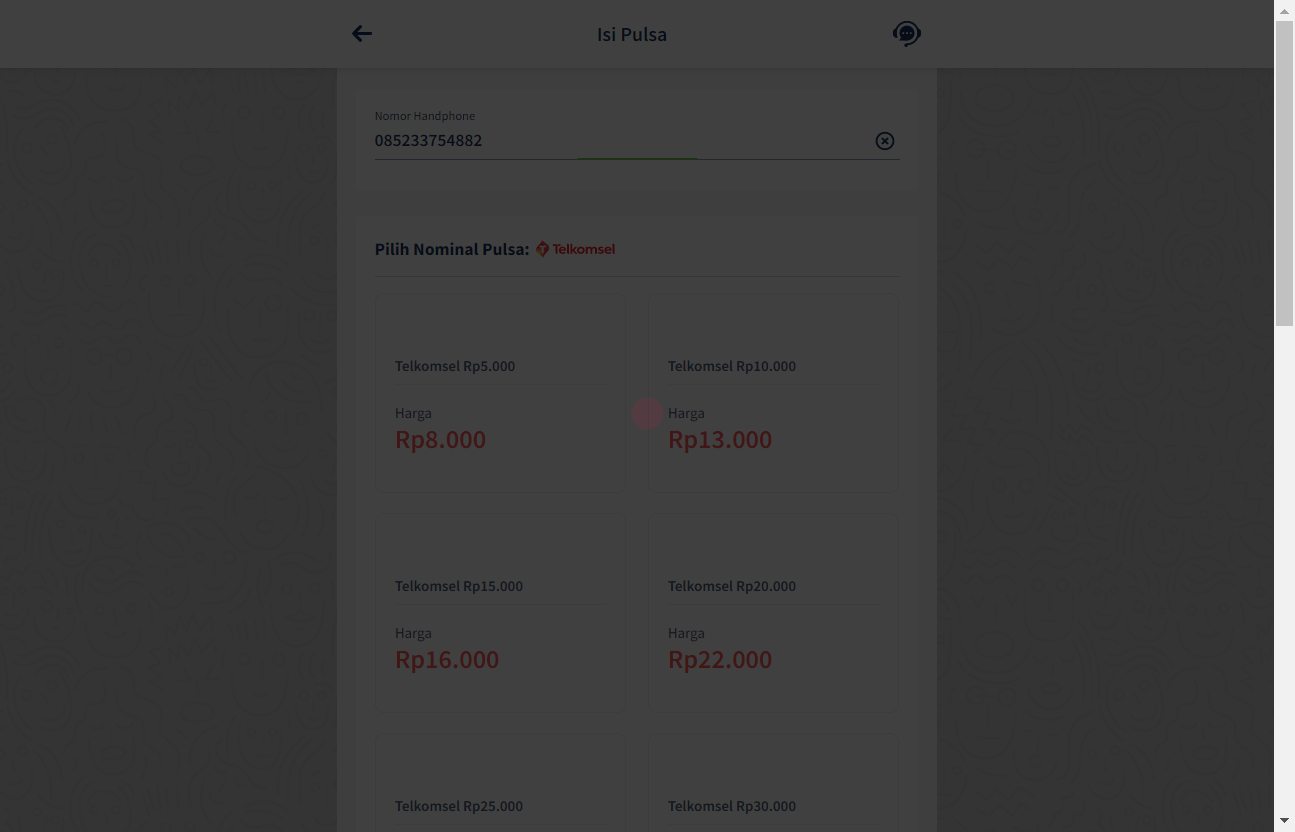 Isi Pulsa
Nomor Handphone
085233754882
Pilih Nominal Pulsa: Telkomsel
Telkomsel Rp5.000
Harga
Rp8.000
Telkomsel Rp10.000
Harga
Rp13.000
Telkomsel Rp15.000
Harga
Rp16.000
Telkomsel Rp20.000
Harga
Rp22.000
Telkomsel Rp25.000
Telkomsel Rp30.000